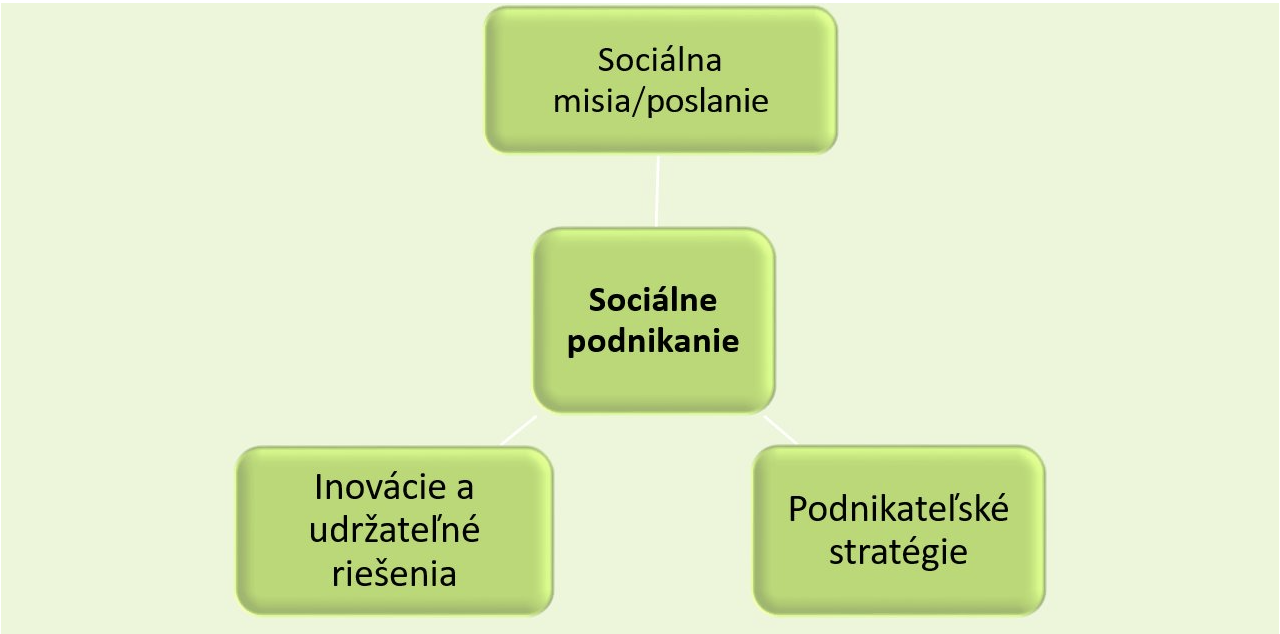 Sociálna
misia/poslanie
Sociálne
podnikanie
Inovácie a
udržateľné
riešenia
Podnikateľské
stratégie